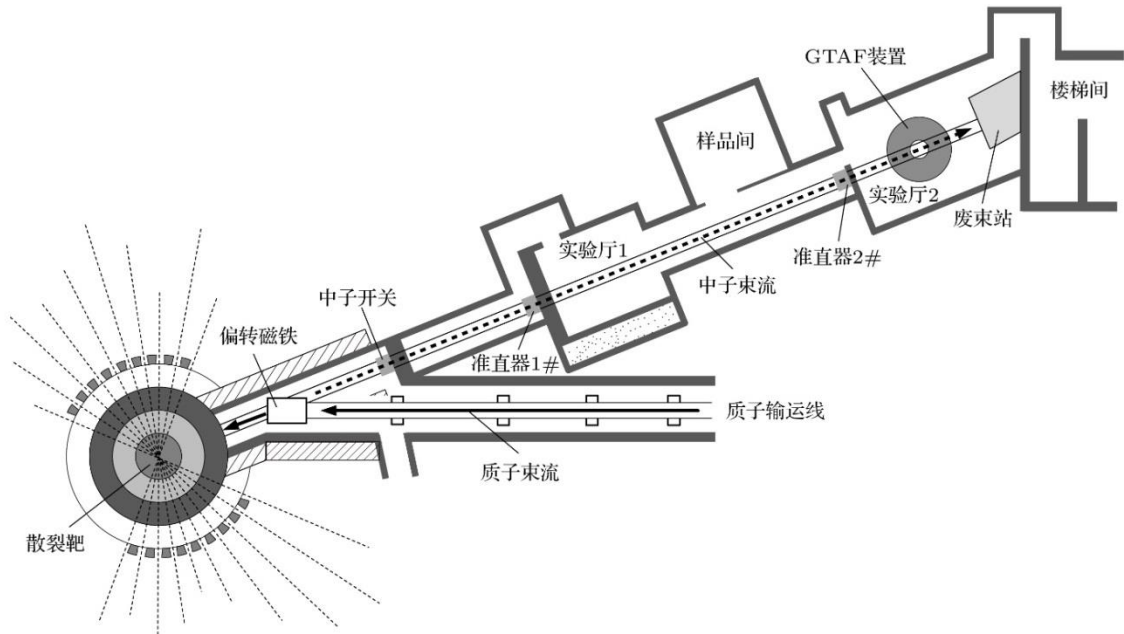 GTAF装置
楼梯间
样品间
实验厅2
废束站
实验厅1
准直器2#
中子束流
中子开关
偏转磁铁
准直器1#
质子输运线
质子束流
散裂靶